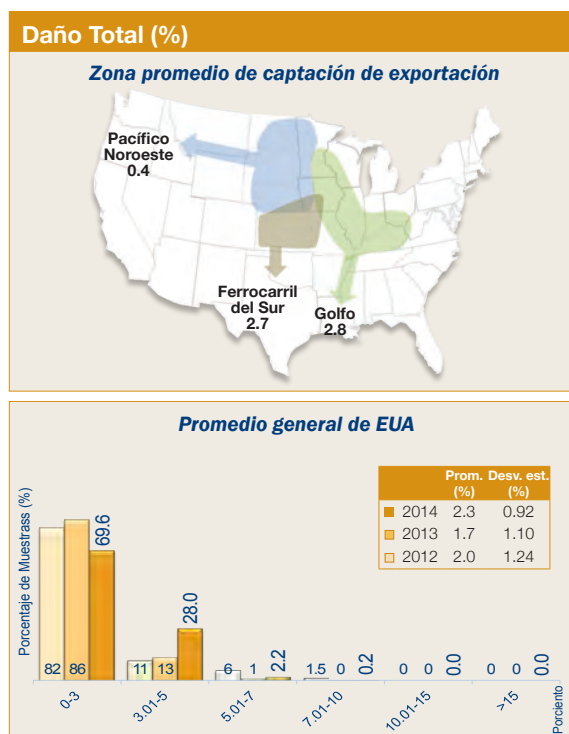 Daño Total (%)
Zona promedio de captación de exportación
Pacífico
Noroeste
0.4
Ferrocarril
del Sur
2.7
Golfo
2.8
Promedio general de EUA
Prom. Desv. est.
(%) (%)
2014 2.3 0.92
2013 1.7 1.10
2012 2.0 1.24
Porcentaje de Muestrass (%)
82 86 69.6
11 13 28.0
6 1 2.2
1.5 0 0.2
0 0 0.0
0 0 0.0
0-3
3.01-5
5.01-7
7.01-10
10.01-15
>15
Porciento